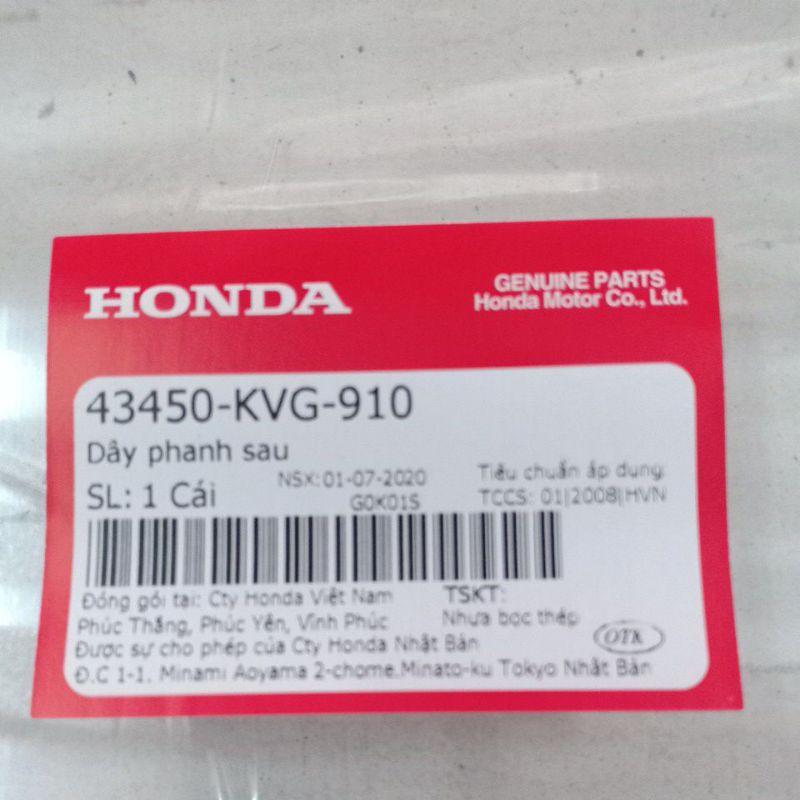 HONDA
GENUINE PARTS
Honda Motor Co., Ltd.
43450-KVG-910
Dây phanh sau
SL: 1 Cái
NSX: 01-07-2020
G0K01S
Tiêu chuẩn áp dụng:
TCCS: 01|2008|HVN
Đóng gói tại: Cty Honda Việt Nam
Phúc Thắng, Phúc Yên, Vĩnh Phúc
TSKT:
Nhựa bọc thép
Được sự cho phép của Cty Honda Nhật Bản
Đ.C 1-1. Minami Aoyama 2-chome.Minato-ku Tokyo Nhật Bản
OTK